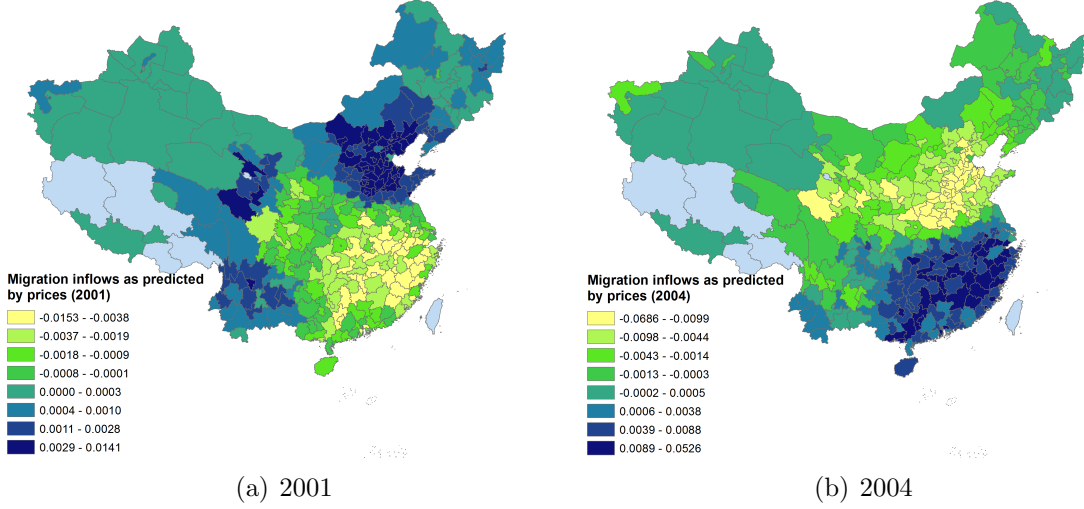 Migration inflows as predicted
by prices (2001)
-0.0153 - -0.0038
-0.0037 - -0.0019
-0.0018 - -0.0009
-0.0008 - -0.0001
0.0000 - 0.0003
0.0004 - 0.0010
0.0011 - 0.0028
0.0029 - 0.0141
(a) 2001
Migration inflows as predicted
by prices (2004)
-0.0686 - -0.0099
-0.0098 - -0.0044
-0.0043 - -0.0014
-0.0013 - -0.0003
-0.0002 - 0.0005
0.0006 - 0.0038
0.0039 - 0.0088
0.0089 - 0.0526
(b) 2004